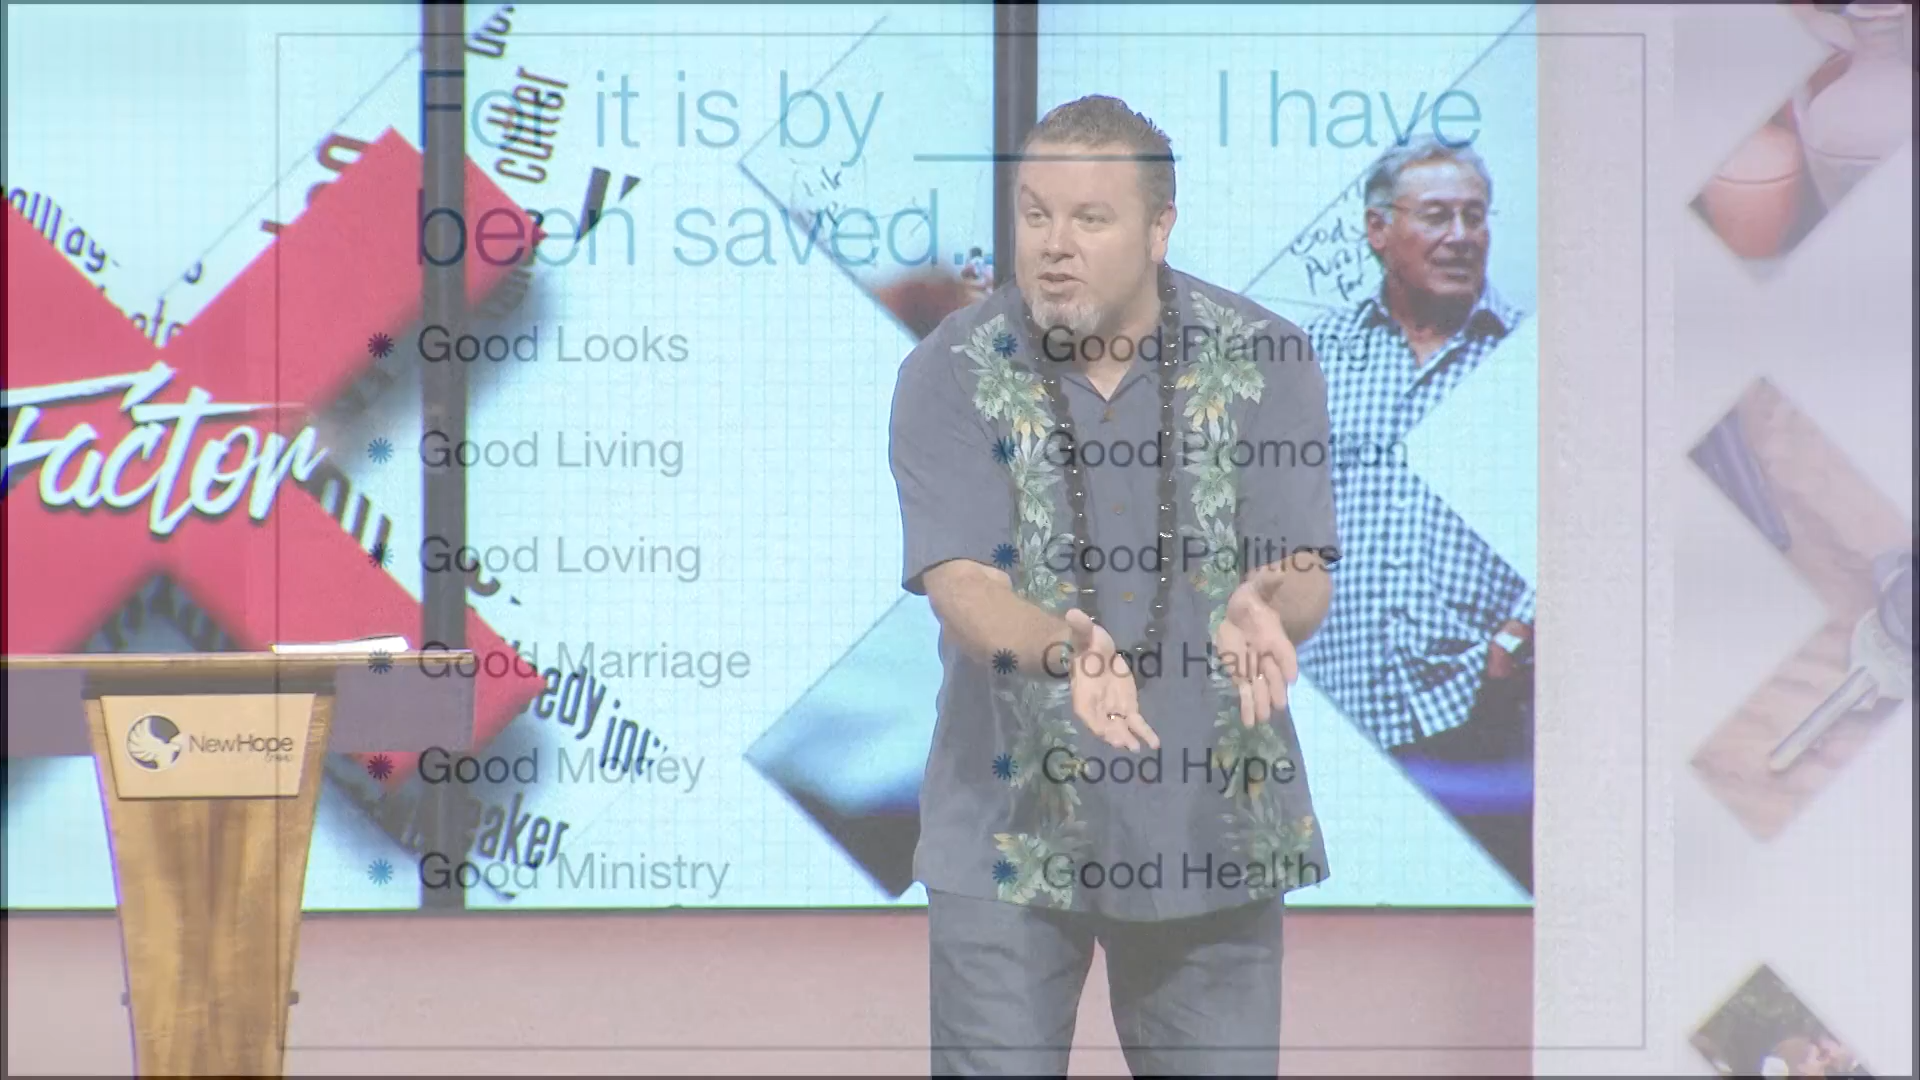 For it is by ______ I have
been saved...
Good Looks
Good Living
Good Loving
Good Marriage
Good Money
Good Ministry
Good Planning
Good Promotion
Good Politics
Good Hair
Good Hype
Good Health
Factor
cutter
NewHope